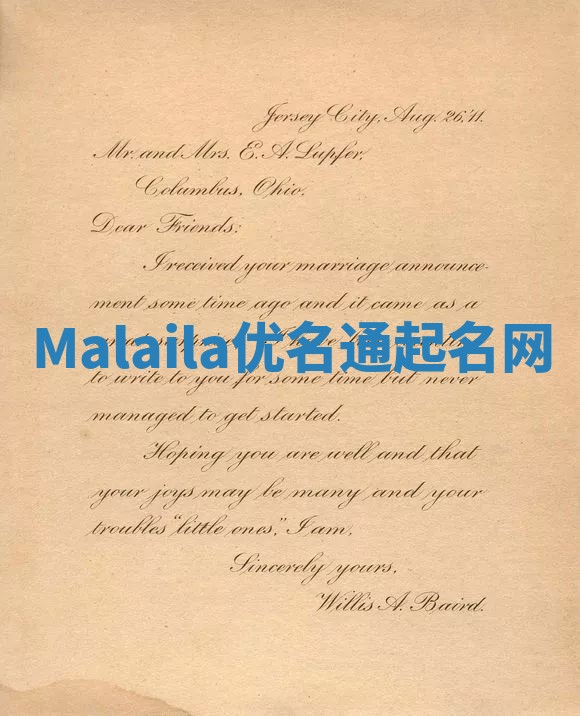 Jersey City, Aug. 26, '11.
Mr. and Mrs. E. A. Lupfer,
Columbus, Ohio.
Dear Friends:
I received your marriage announce-
ment some time ago and it came as a
Malaila优名通起名网
to write to you for some time but never
managed to get started.
Hoping you are well and that
your joys may be many and your
troubles "little ones," I am,
Sincerely yours,
Willis A. Baird.